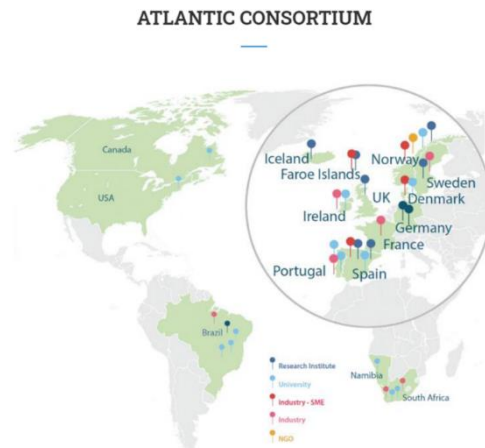 ATLANTIC CONSORTIUM
Canada
USA
Iceland
Faroe Islands
Norway
Sweden
UK
Denmark
Ireland
Germany
France
Portugal
Spain
Brazil
Namibia
South Africa
Research Institute
University
Industry - SME
Industry
NGO